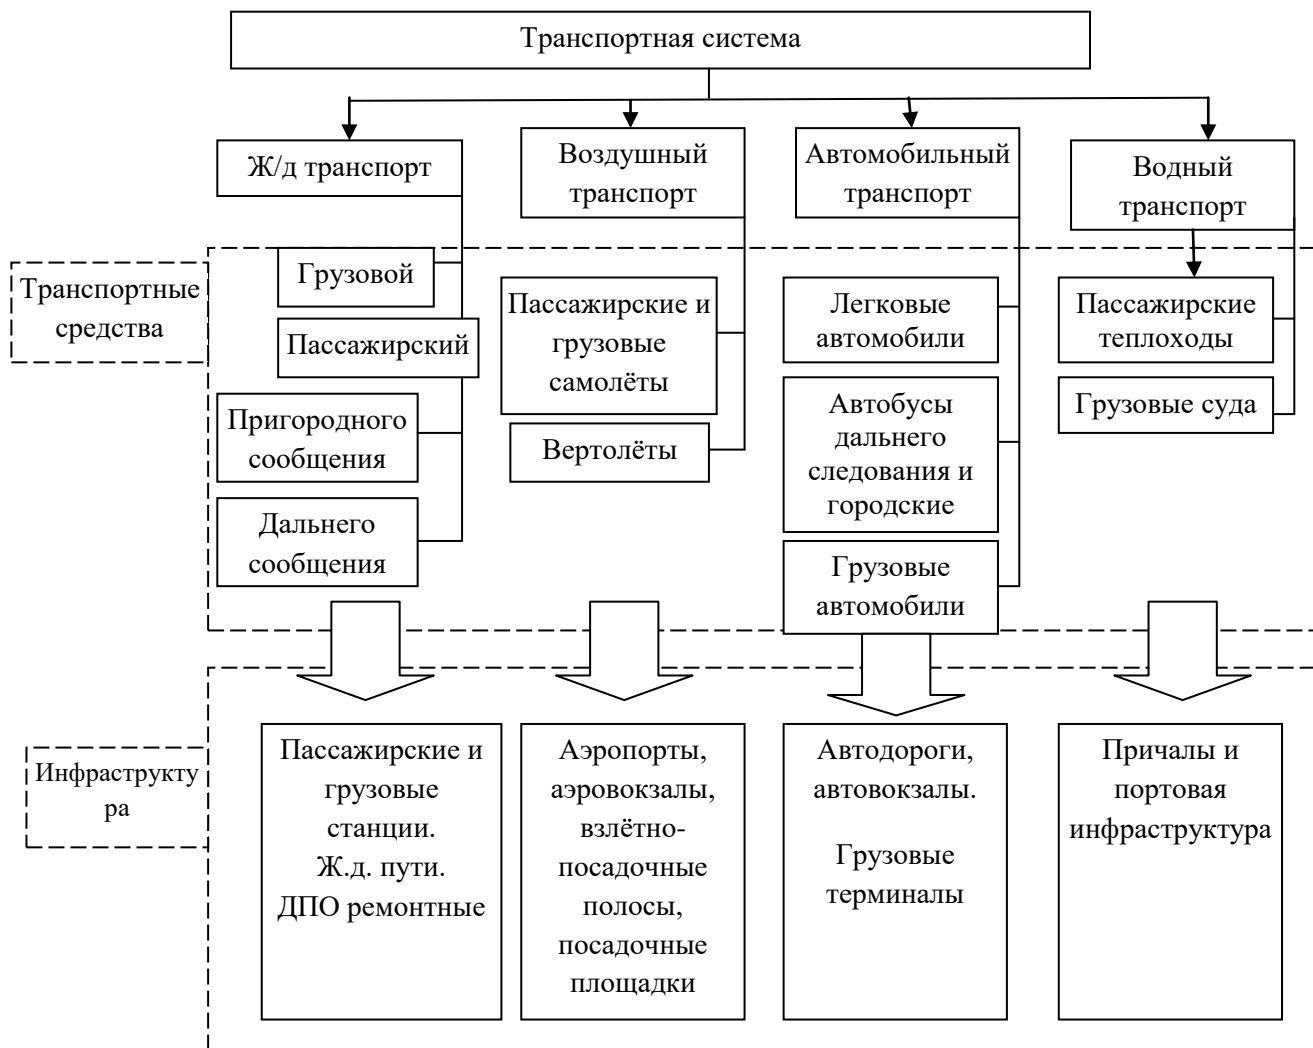 Транспортная система
Ж/д транспорт
Воздушный
транспорт
Автомобильный
транспорт
Водный
транспорт
Транспортные
средства
Грузовой
Пассажирский
Пригородного
сообщения
Дальнего
сообщения
Пассажирские и
грузовые
самолёты
Вертолёты
Легковые
автомобили
Автобусы
дальнего
следования и
городские
Грузовые
автомобили
Пассажирские
теплоходы
Грузовые суда
Инфраструкту
ра
Пассажирские и
грузовые
станции.
Ж.д. пути.
ДПО ремонтные
Аэропорты,
аэровокзалы,
взлётно-
посадочные
полосы,
посадочные
площадки
Автодороги,
автовокзалы.
Грузовые
терминалы
Причалы и
портовая
инфраструктура